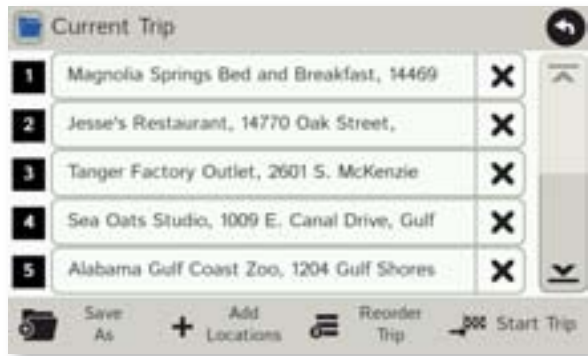 Current Trip
1 Magnolia Springs Bed and Breakfast, 14469
2 Jesse's Restaurant, 14770 Oak Street,
3 Tanger Factory Outlet, 2601 S. McKenzie
4 Sea Oats Studio, 1009 E. Canal Drive, Gulf
5 Alabama Gulf Coast Zoo, 1204 Gulf Shores
Save As
Add Locations
Reorder Trip
Start Trip